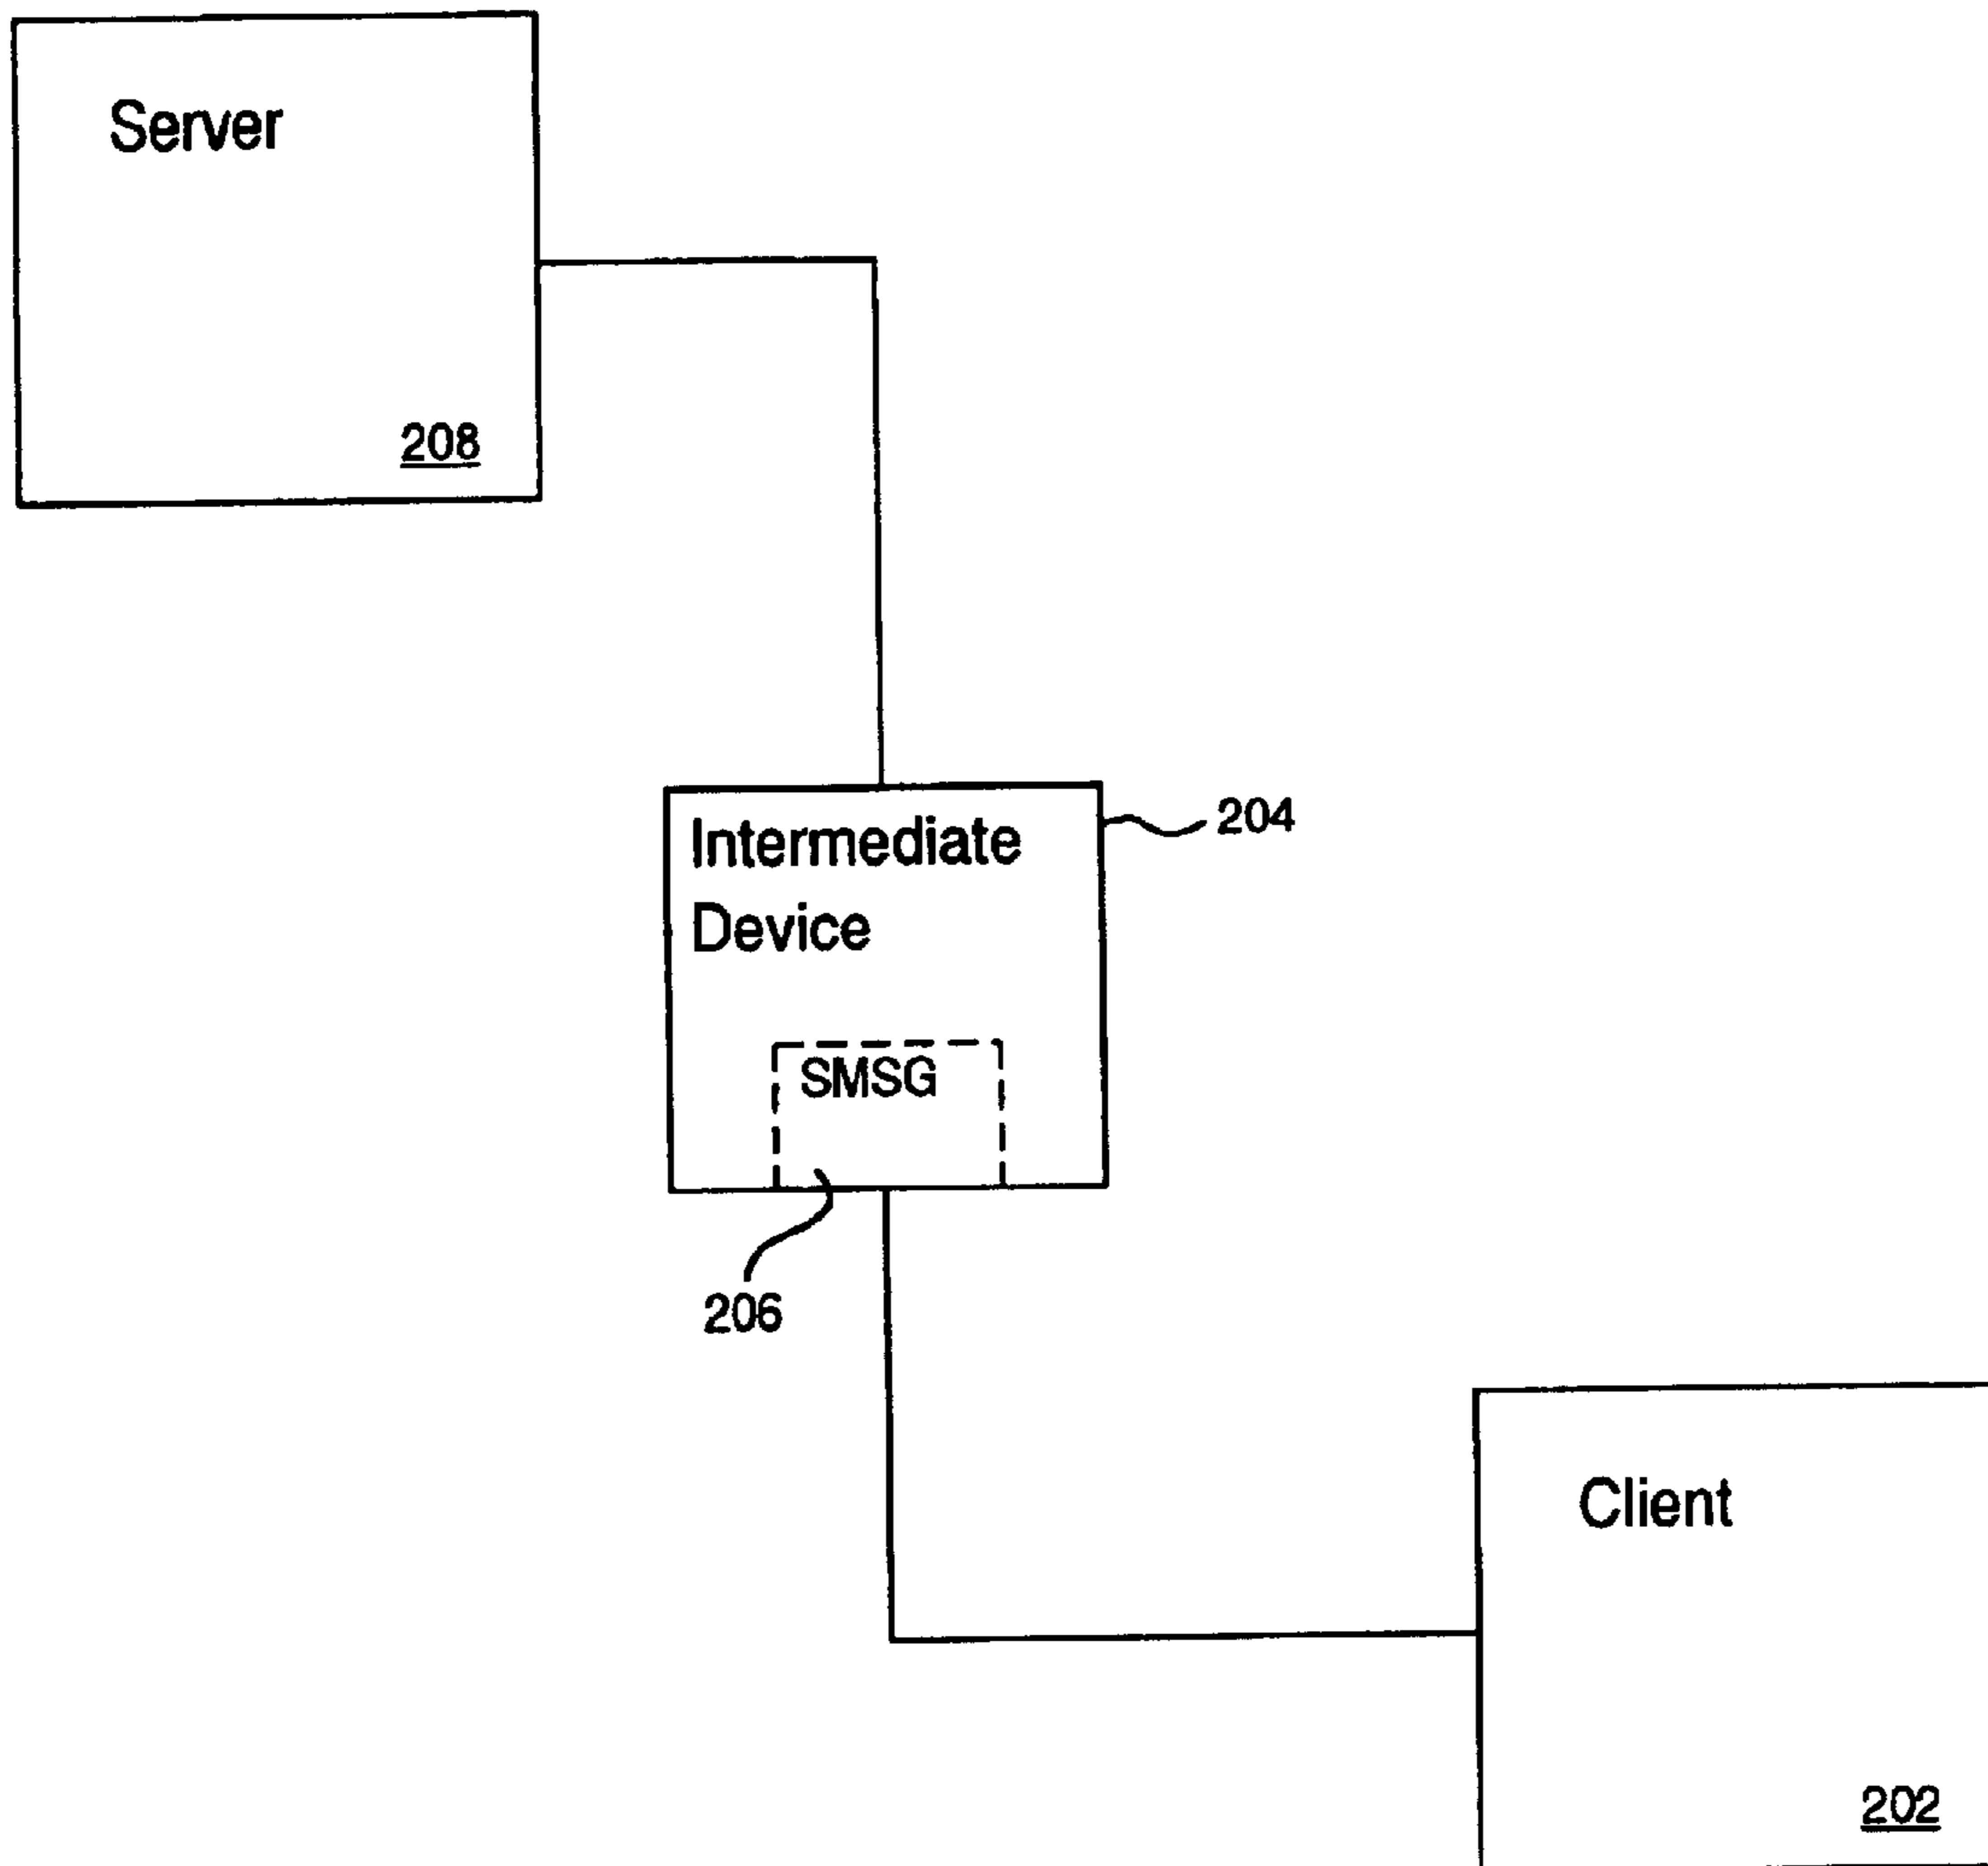 Server
208
Intermediate
Device
204
SMSG
206
Client
202